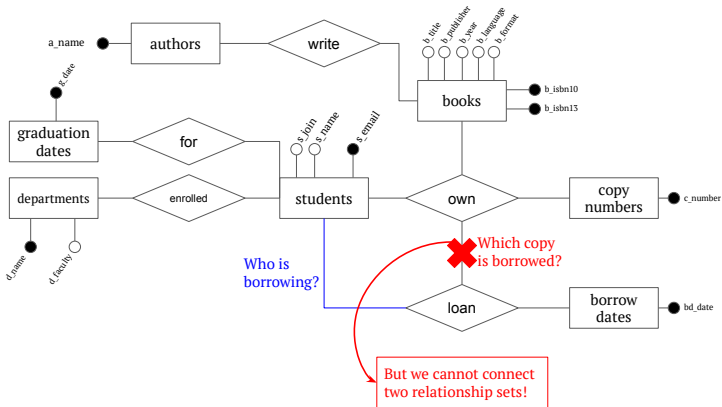 a_name
authors
write
b_title
b_publisher
b_year
b_language
b_format
books
b_isbn10
b_isbn13
g_date
graduation
dates
for
s_join
s_name
s_email
departments
enrolled
students
own
copy
numbers
c_number
d_name
d_faculty
Who is
borrowing?
Which copy
is borrowed?
loan
borrow
dates
bd_date
But we cannot connect
two relationship sets!